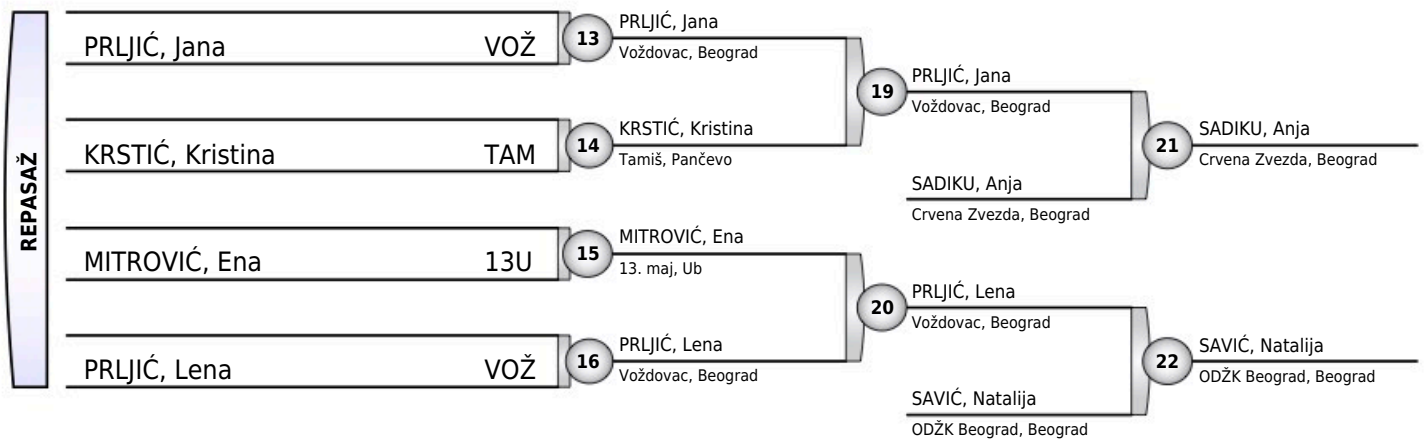 REPASAŽ
PRLJIĆ, Jana VOŽ
KRSTIĆ, Kristina TAM
MITROVIĆ, Ena 13U
PRLJIĆ, Lena VOŽ
13
PRLJIĆ, Jana
Voždovac, Beograd
14
KRSTIĆ, Kristina
Tamiš, Pančevo
15
MITROVIĆ, Ena
13. maj, Ub
16
PRLJIĆ, Lena
Voždovac, Beograd
19
PRLJIĆ, Jana
Voždovac, Beograd
SADIKU, Anja
Crvena Zvezda, Beograd
20
PRLJIĆ, Lena
Voždovac, Beograd
SAVIĆ, Natalija
ODŽK Beograd, Beograd
21
SADIKU, Anja
Crvena Zvezda, Beograd
22
SAVIĆ, Natalija
ODŽK Beograd, Beograd